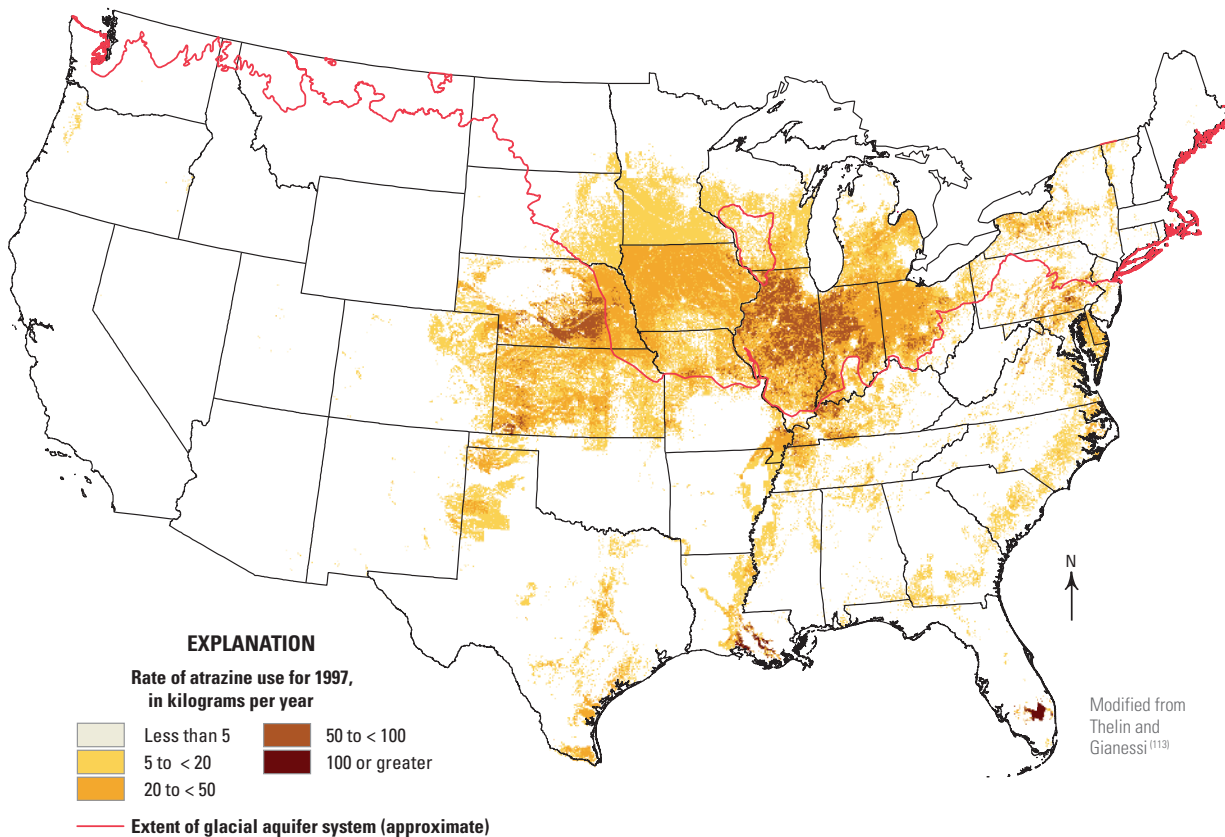 N
EXPLANATION
Rate of atrazine use for 1997,
in kilograms per year
Less than 5
5 to < 20
20 to < 50
50 to < 100
100 or greater
Extent of glacial aquifer system (approximate)
Modified from
Thelin and
Gianessi (113)